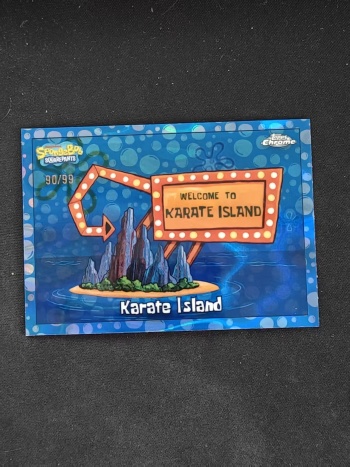 SpongeBob
SQUAREPANTS
Topps
Chrome
90/99
WELCOME TO
KARATE ISLAND
Karate Island